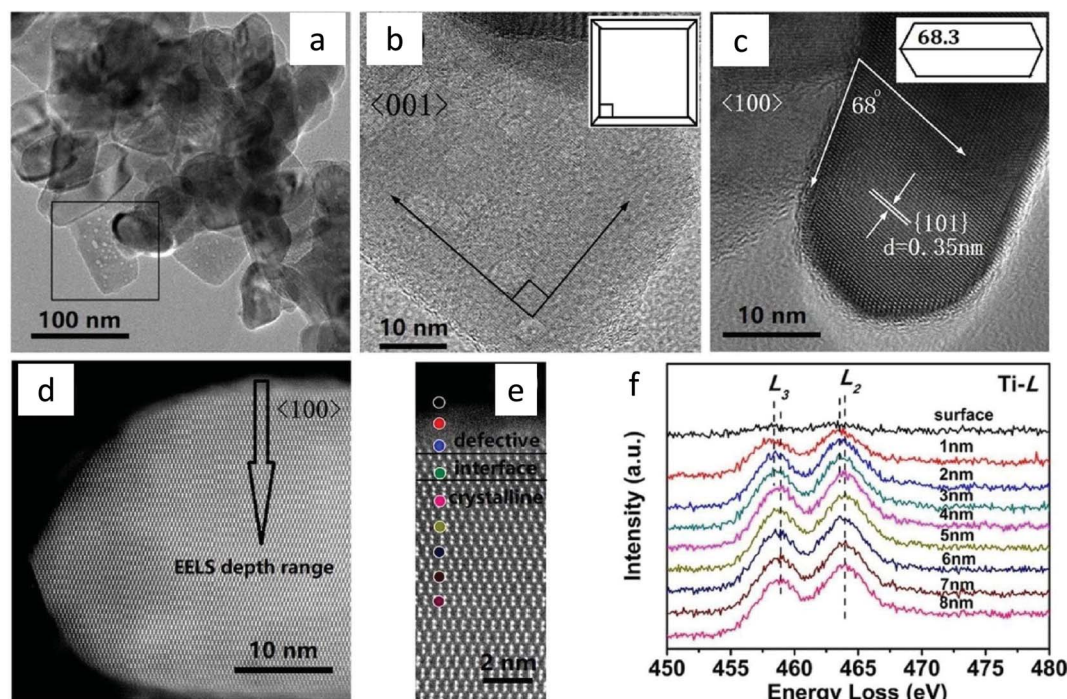 a
100 nm
b
<001>
10 nm
c
68.3
<100>
68°
{101}
d=0.35nm
10 nm
d
<100>
EELS depth range
10 nm
e
defective
interface
crystalline
2 nm
f
L3
L2
Ti-L
surface
1nm
2nm
3nm
4nm
5nm
6nm
7nm
8nm
Intensity (a.u.)
450 455 460 465 470 475 480
Energy Loss (eV)